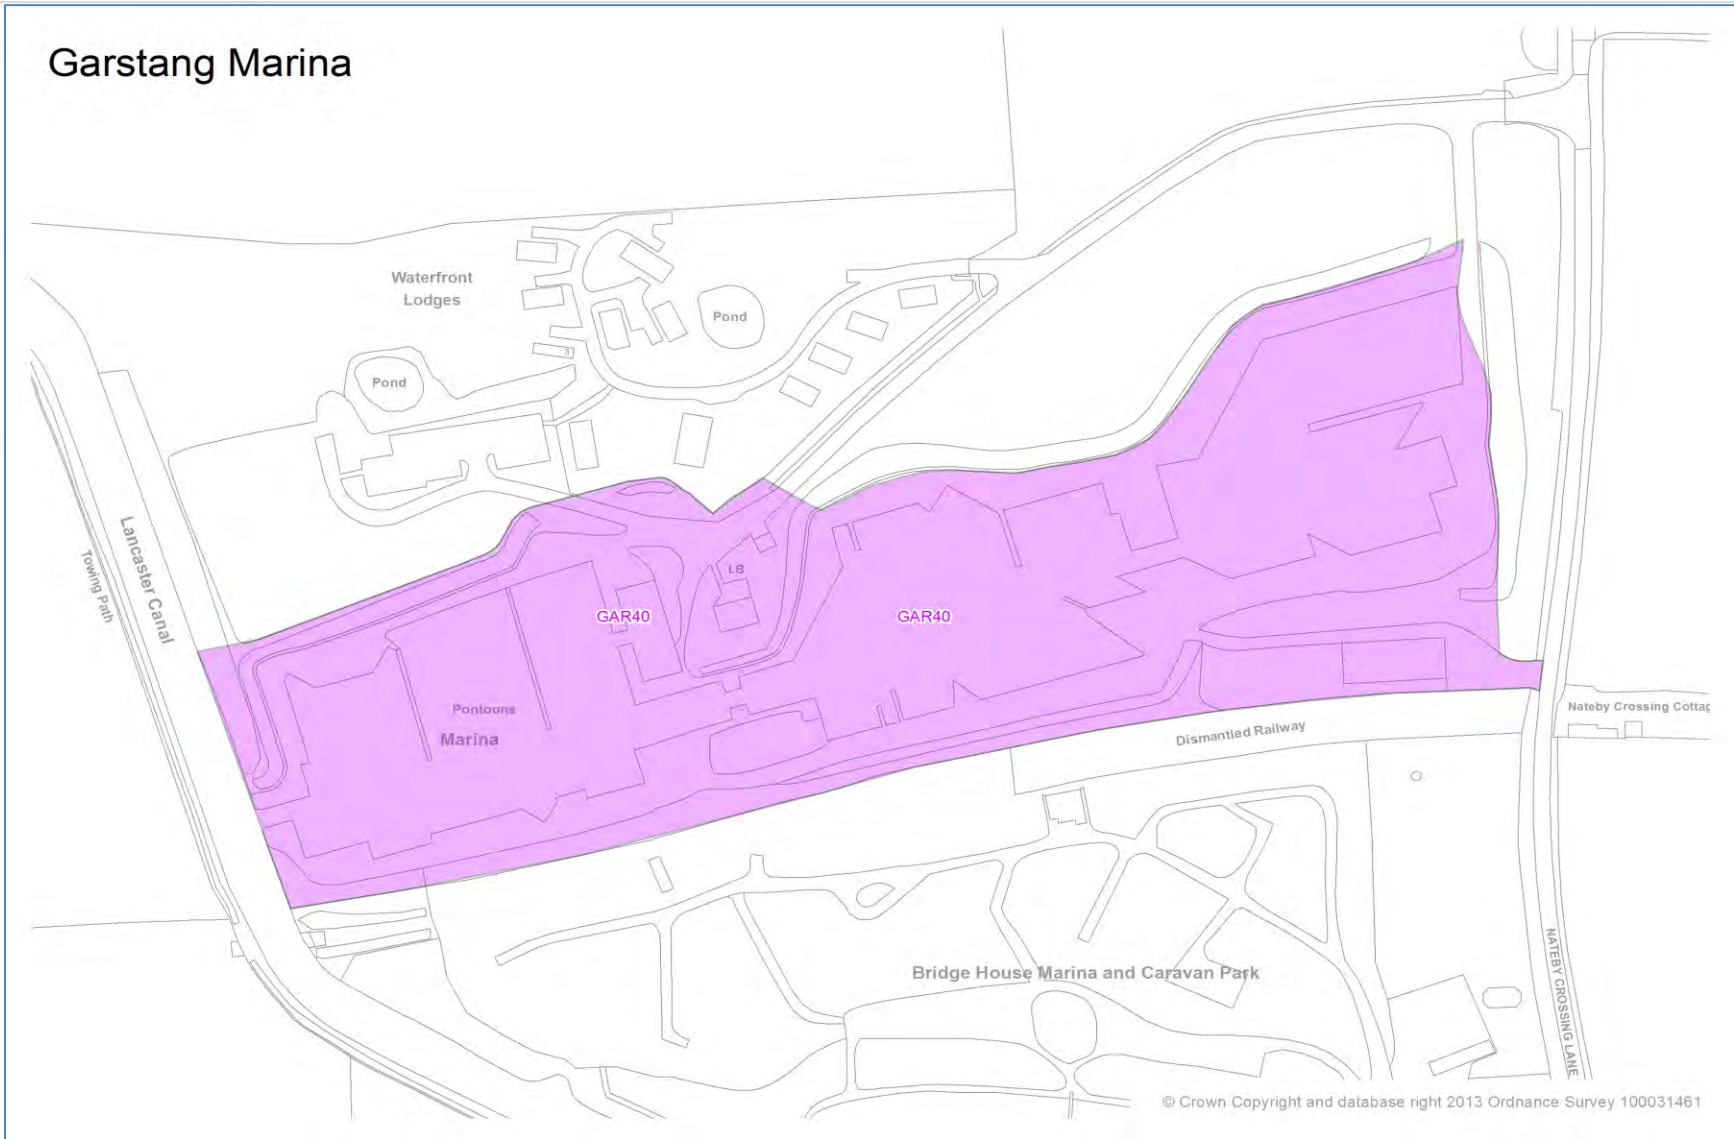 Garstang Marina
Waterfront
Lodges
Pond
3
Pond
Lancaster Canal
Towing Path
LB
GAR40
GAR40
Pontoons
Marina
Nateby Crossing Cottag
Dismantled Railway
Bridge House Marina and Caravan Park
NATEBY CROSSING LANE
© Crown Copyright and database right 2013 Ordnance Survey 100031461